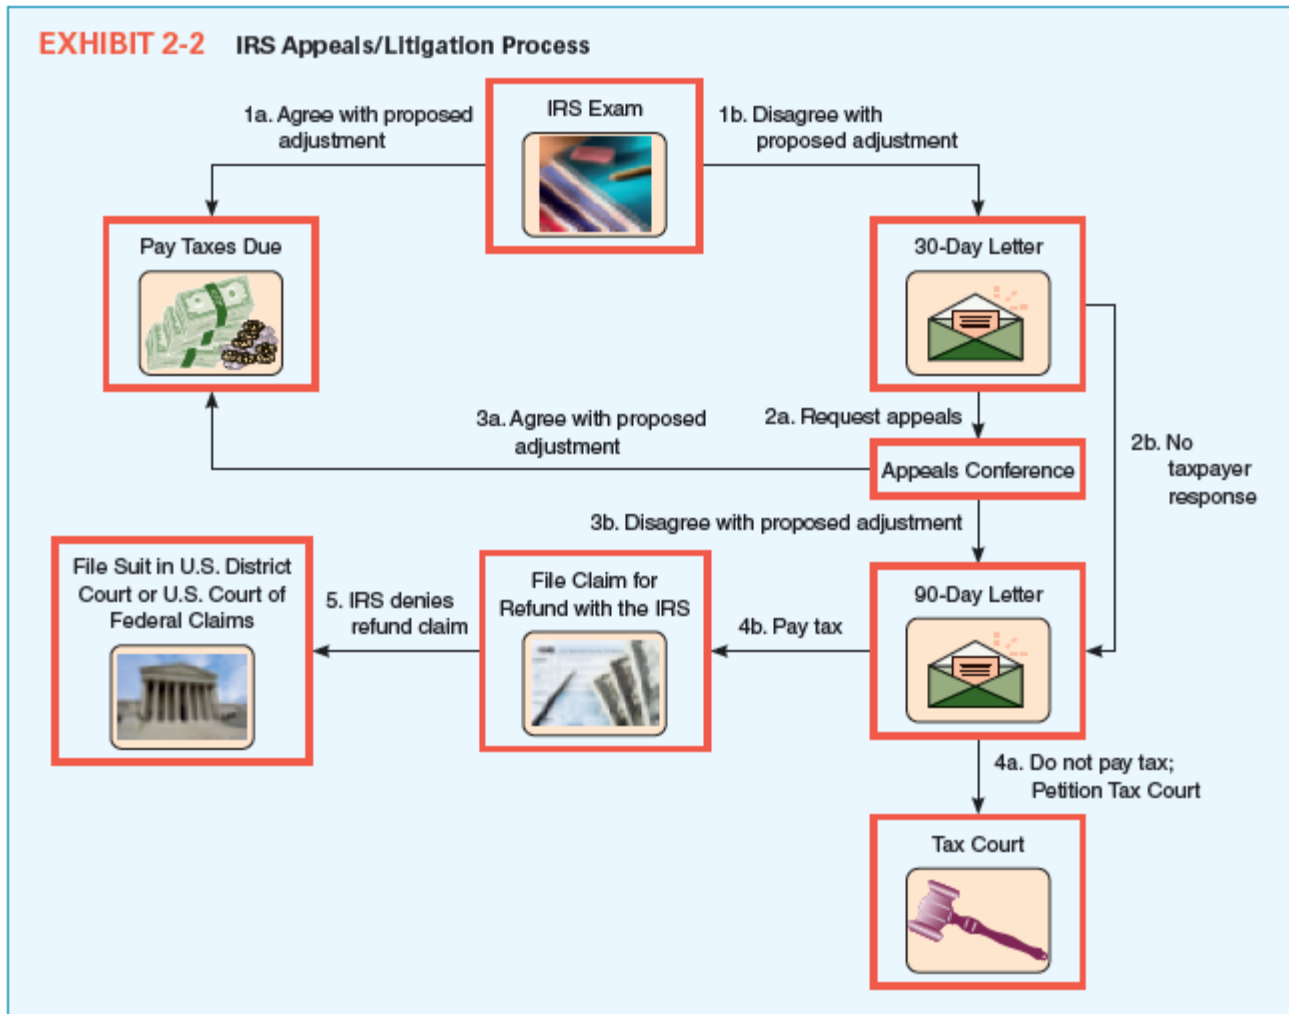 EXHIBIT 2-2 IRS Appeals/Litigation Process
IRS Exam
1a. Agree with proposed
adjustment
1b. Disagree with
proposed adjustment
Pay Taxes Due
30-Day Letter
3a. Agree with proposed
adjustment
2a. Request appeals
2b. No
taxpayer
response
Appeals Conference
3b. Disagree with proposed adjustment
File Suit in U.S. District
Court or U.S. Court of
Federal Claims
5. IRS denies
refund claim
File Claim for
Refund with the IRS
4b. Pay tax
90-Day Letter
4a. Do not pay tax;
Petition Tax Court
Tax Court